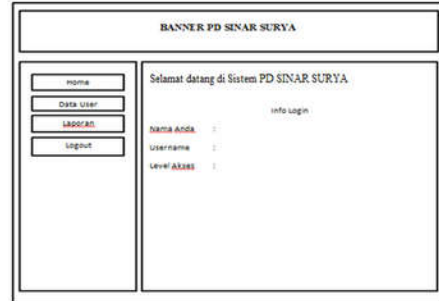 BANNER PD SINAR SURYA
Home
Data User
Laporan
Logout
Selamat datang di Sistem PD SINAR SURYA
Info Login
Nama Anda :
Username :
Level Akses :